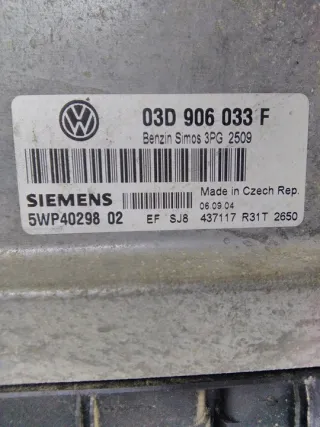 03D 906 033 F
Benzin Simos 3PG 2509
SIEMENS
Made in Czech Rep.
06.09.04
5WP40298 02 EF SJ8 437117 R31T 2650